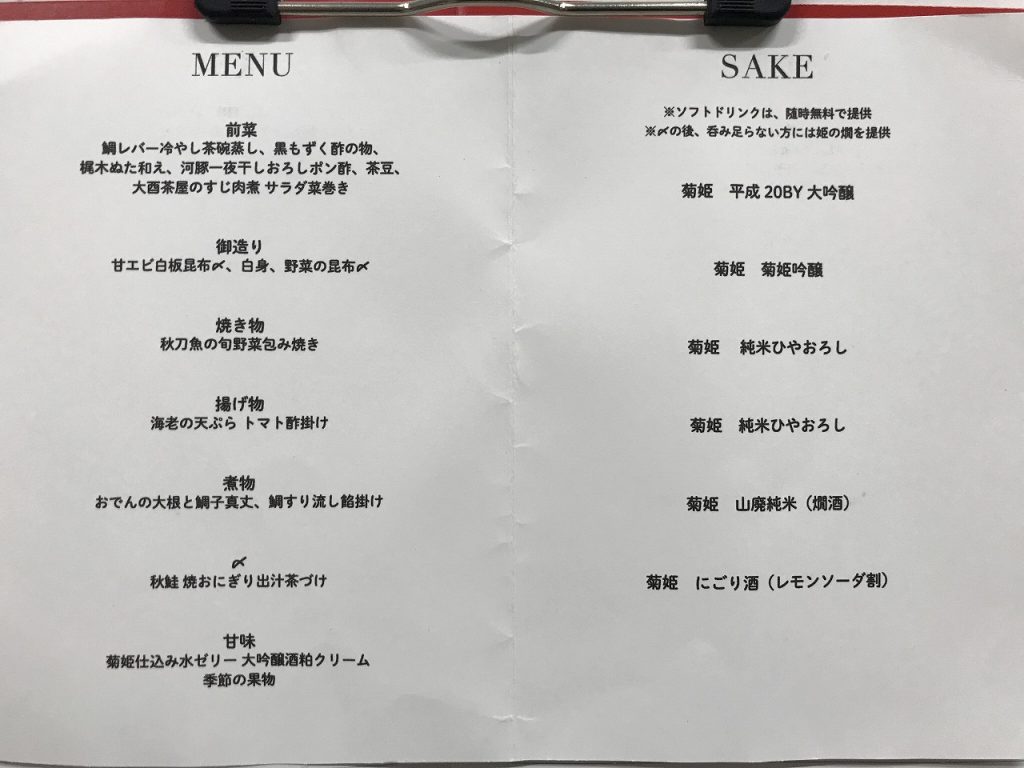 MENU
前菜
鯛レバー冷やし茶碗蒸し、黒もずく酢の物、
梶木ぬた和え、河豚一夜干しおろしポン酢、茶豆、
大酉茶屋のすじ肉煮 サラダ菜巻き
御造り
甘エビ白板昆布〆、白身、野菜の昆布〆
焼き物
秋刀魚の旬野菜包み焼き
揚げ物
海老の天ぷら トマト酢掛け
煮物
おでんの大根と鯛子真丈、鯛すり流し餡掛け
〆
秋鮭 焼おにぎり出汁茶づけ
甘味
菊姫仕込み水ゼリー 大吟醸酒粕クリーム
季節の果物
SAKE
※ソフトドリンクは、随時無料で提供
※〆の後、呑み足らない方には姫の燗を提供
菊姫　平成20BY大吟醸
菊姫　菊姫吟醸
菊姫　純米ひやおろし
菊姫　純米ひやおろし
菊姫　山廃純米（燗酒）
菊姫　にごり酒（レモンソーダ割）